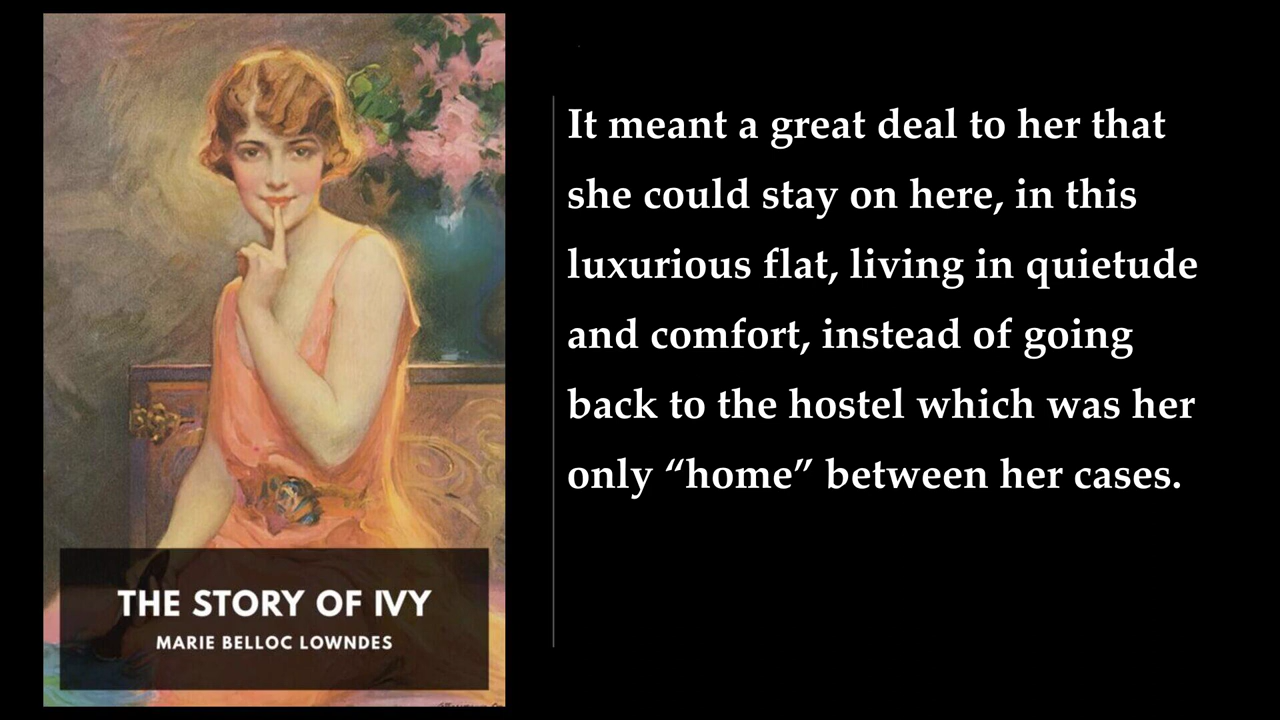 THE STORY OF IVY
MARIE BELLOC LOWNDES
It meant a great deal to her that
she could stay on here, in this
luxurious flat, living in quietude
and comfort, instead of going
back to the hostel which was her
only “home” between her cases.